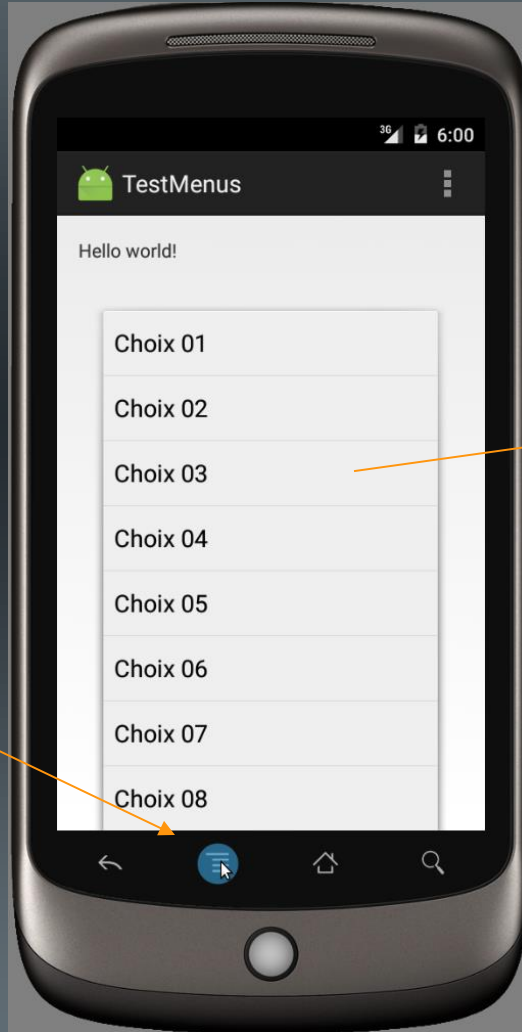 3G 6:00
TestMenus
Hello world!
Choix 01
Choix 02
Choix 03
Choix 04
Choix 05
Choix 06
Choix 07
Choix 08